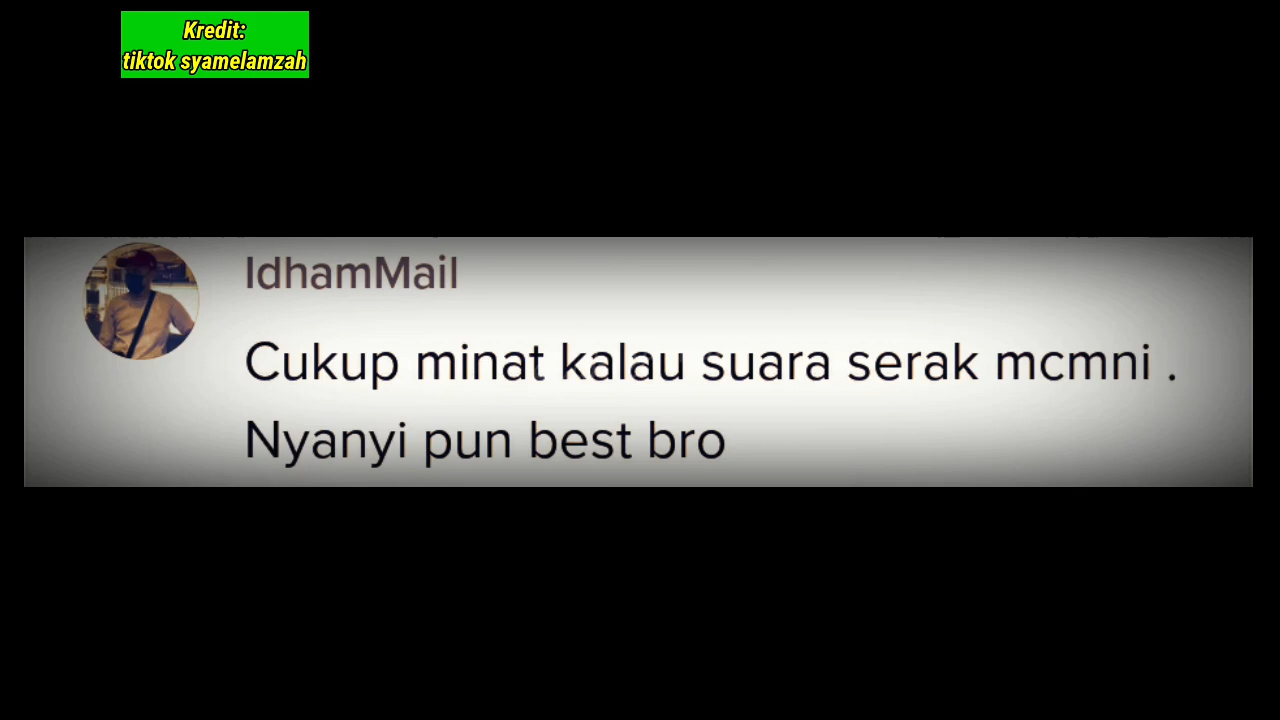 Kredit:
tiktok syamelamzah
IdhamMail
Cukup minat kalau suara serak mcmni .
Nyanyi pun best bro